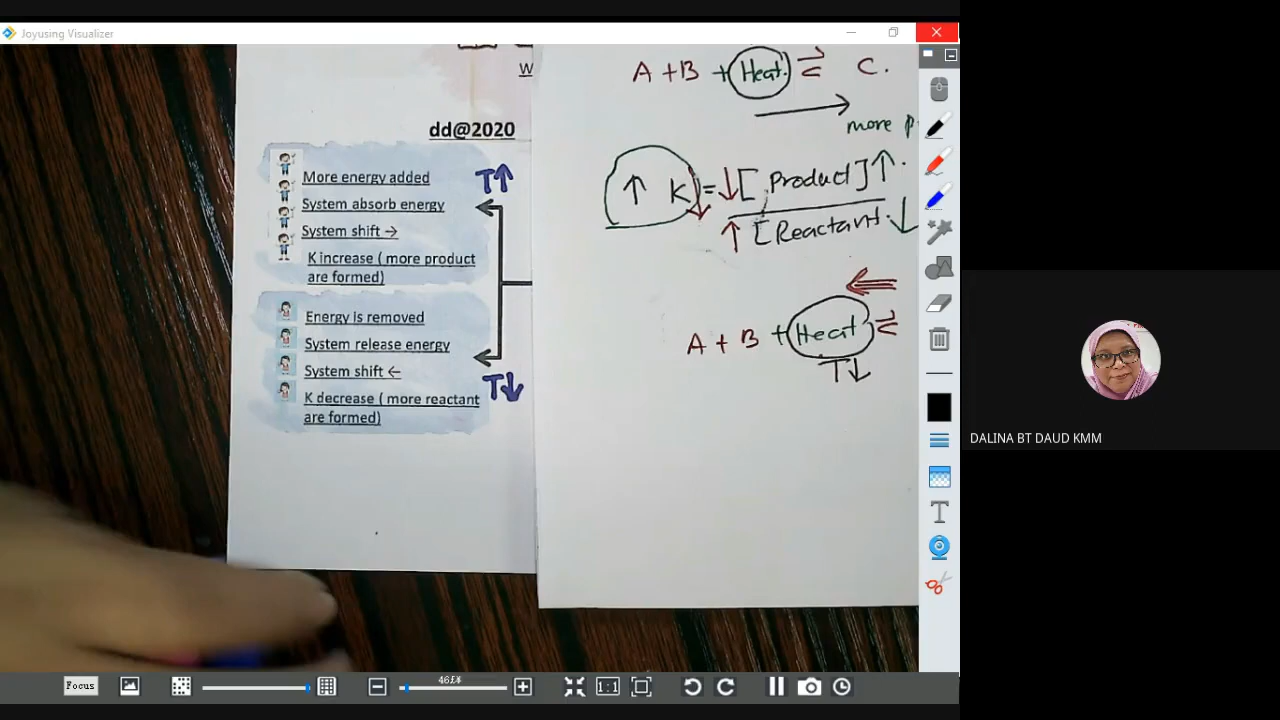 Joyusing Visualizer
W
dd@2020
More energy added
System absorb energy
System shift →
K increase ( more product
are formed)
T↑
Energy is removed
System release energy
System shift ←
K decrease ( more reactant
are formed)
T↓
A + B + Heat ⇌ C.
→
more p
↑ K ↓ = ↓ [Product] ↑.
↑ [Reactant. ↓
⇐
A + B + Heat ⇌
T↓
DALINA BT DAUD KMM
Focus
1:1
T